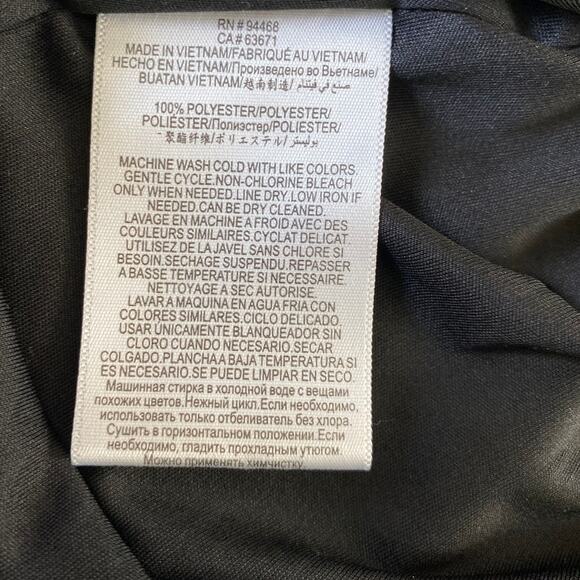 RN # 94468
CA # 63671
MADE IN VIETNAM/FABRIQUÉ AU VIETNAM/
HECHO EN VIETNAM/Произведено во Вьетнаме/
BUATAN VIETNAM/越南制造/ صنع في فيتنام/
100% POLYESTER/POLYESTER/
POLIÉSTER/Полиэстер/POLIESTER/
聚酯纤维/ポリエステル/ بوليستر/
MACHINE WASH COLD WITH LIKE COLORS.
GENTLE CYCLE.NON-CHLORINE BLEACH
ONLY WHEN NEEDED.LINE DRY.LOW IRON IF
NEEDED.CAN BE DRY CLEANED.
LAVAGE EN MACHINE A FROID AVEC DES
COULEURS SIMILAIRES.CYCLAT DELICAT.
UTILISEZ DE LA JAVEL SANS CHLORE SI
BESOIN.SECHAGE SUSPENDU.REPASSER
A BASSE TEMPERATURE SI NECESSAIRE.
NETTOYAGE A SEC AUTORISE.
LAVAR A MAQUINA EN AGUA FRIA CON
COLORES SIMILARES.CICLO DELICADO.
USAR ÚNICAMENTE BLANQUEADOR SIN
CLORO CUANDO NECESARIO.SECAR
COLGADO.PLANCHA A BAJA TEMPERATURA SI
ES NECESARIO.SE PUEDE LIMPIAR EN SECO.
Машинная стирка в холодной воде с вещами
похожих цветов.Нежный цикл.Если необходимо,
использовать только отбеливатель без хлора.
Сушить в горизонтальном положении.Если
необходимо, гладить прохладным утюгом.
Можно применять химчистку.